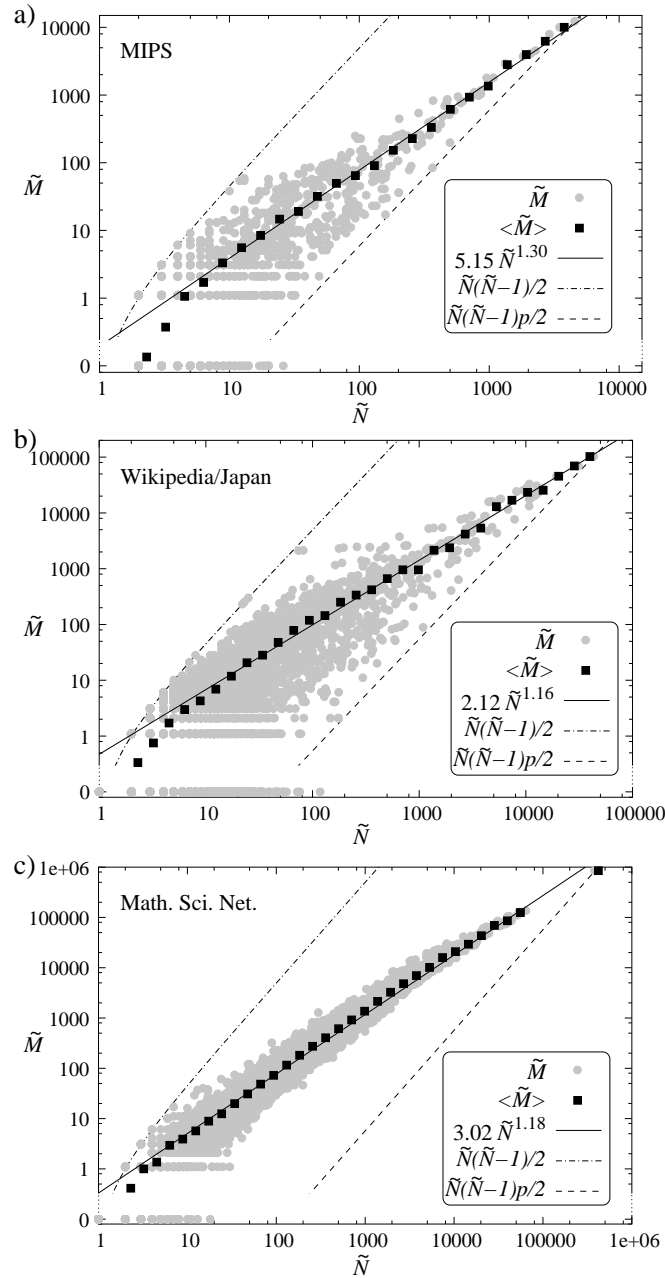 a)
10000
MIPS
1000
100
M̃
10
M̃
<M̃>
5.15 Ñ^1.30
1
Ñ(Ñ−1)/2
Ñ(Ñ−1)p/2
0
1 10 100 1000 10000
Ñ
b)
100000
Wikipedia/Japan
10000
1000
M̃
100
10
M̃
<M̃>
2.12 Ñ^1.16
1
Ñ(Ñ−1)/2
Ñ(Ñ−1)p/2
0
1 10 100 1000 10000 100000
Ñ
c)
1e+06
Math. Sci. Net.
100000
10000
1000
M̃
100
10
M̃
<M̃>
3.02 Ñ^1.18
1
Ñ(Ñ−1)/2
Ñ(Ñ−1)p/2
0
1 10 100 1000 10000 100000 1e+06
Ñ